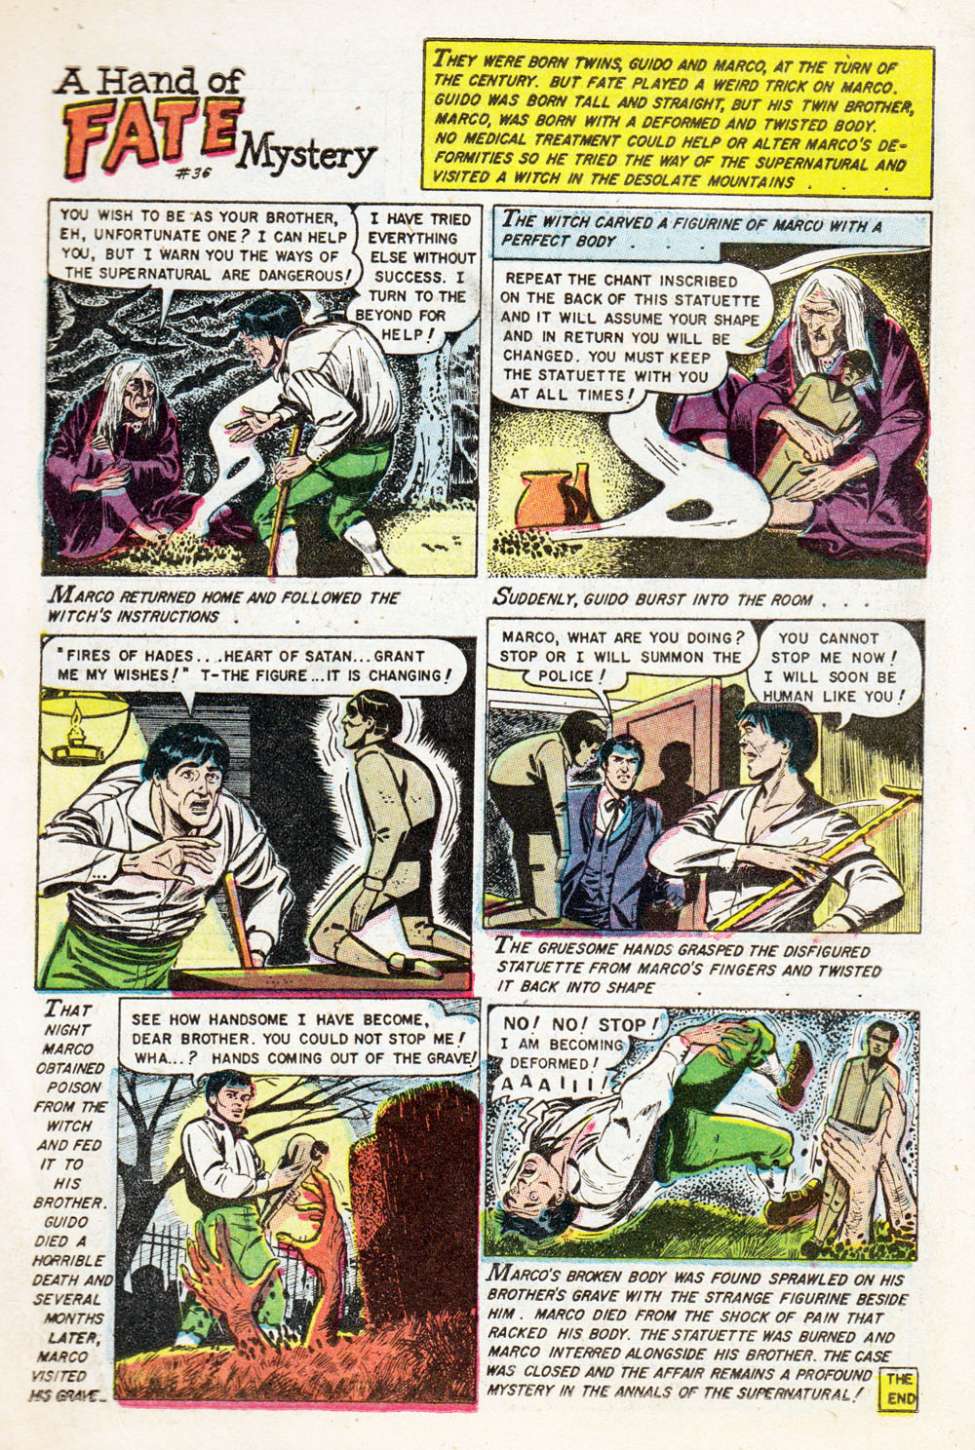 A Hand of
FATE
Mystery
#36
THEY WERE BORN TWINS, GUIDO AND MARCO, AT THE TURN OF
THE CENTURY. BUT FATE PLAYED A WEIRD TRICK ON MARCO.
GUIDO WAS BORN TALL AND STRAIGHT, BUT HIS TWIN BROTHER,
MARCO, WAS BORN WITH A DEFORMED AND TWISTED BODY.
NO MEDICAL TREATMENT COULD HELP OR ALTER MARCO'S DE-
FORMITIES SO HE TRIED THE WAY OF THE SUPERNATURAL AND
VISITED A WITCH IN THE DESOLATE MOUNTAINS . . . .
YOU WISH TO BE AS YOUR BROTHER,
EH, UNFORTUNATE ONE? I CAN HELP
YOU, BUT I WARN YOU THE WAYS OF
THE SUPERNATURAL ARE DANGEROUS!
I HAVE TRIED
EVERYTHING
ELSE WITHOUT
SUCCESS. I
TURN TO THE
BEYOND FOR
HELP!
THE WITCH CARVED A FIGURINE OF MARCO WITH A
PERFECT BODY . . . .
REPEAT THE CHANT INSCRIBED
ON THE BACK OF THIS STATUETTE
AND IT WILL ASSUME YOUR SHAPE
AND IN RETURN YOU WILL BE
CHANGED. YOU MUST KEEP
THE STATUETTE WITH YOU
AT ALL TIMES!
MARCO RETURNED HOME AND FOLLOWED THE
WITCH'S INSTRUCTIONS . . . .
"FIRES OF HADES....HEART OF SATAN...GRANT
ME MY WISHES!" T-THE FIGURE...IT IS CHANGING!
SUDDENLY, GUIDO BURST INTO THE ROOM . . .
MARCO, WHAT ARE YOU DOING?
STOP OR I WILL SUMMON THE
POLICE!
YOU CANNOT
STOP ME NOW!
I WILL SOON BE
HUMAN LIKE YOU!
THAT
NIGHT
MARCO
OBTAINED
POISON
FROM THE
WITCH
AND FED
IT TO
HIS
BROTHER.
GUIDO
DIED A
HORRIBLE
DEATH AND
SEVERAL
MONTHS
LATER,
MARCO
VISITED
HIS GRAVE..
SEE HOW HANDSOME I HAVE BECOME,
DEAR BROTHER. YOU COULD NOT STOP ME!
WHA...? HANDS COMING OUT OF THE GRAVE!
THE GRUESOME HANDS GRASPED THE DISFIGURED
STATUETTE FROM MARCO'S FINGERS AND TWISTED
IT BACK INTO SHAPE . . . .
NO! NO! STOP!
I AM BECOMING
DEFORMED!
AAAIII!
MARCO'S BROKEN BODY WAS FOUND SPRAWLED ON HIS
BROTHER'S GRAVE WITH THE STRANGE FIGURINE BESIDE
HIM. MARCO DIED FROM THE SHOCK OF PAIN THAT
RACKED HIS BODY. THE STATUETTE WAS BURNED AND
MARCO INTERRED ALONGSIDE HIS BROTHER. THE CASE
WAS CLOSED AND THE AFFAIR REMAINS A PROFOUND
MYSTERY IN THE ANNALS OF THE SUPERNATURAL!
THE
END